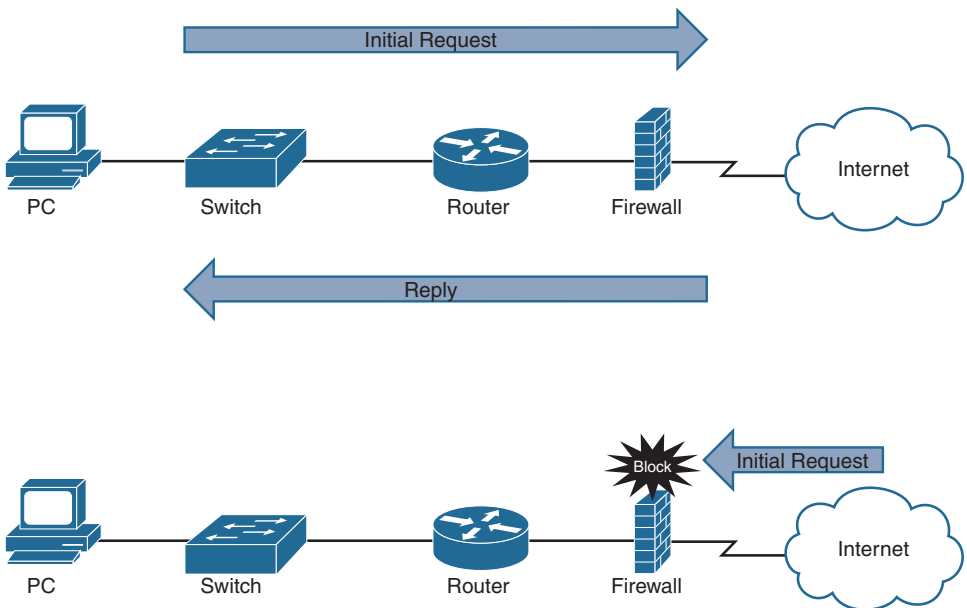 Initial Request
Internet
PC
Switch
Router
Firewall
Reply
Block
Initial Request
Internet
PC
Switch
Router
Firewall